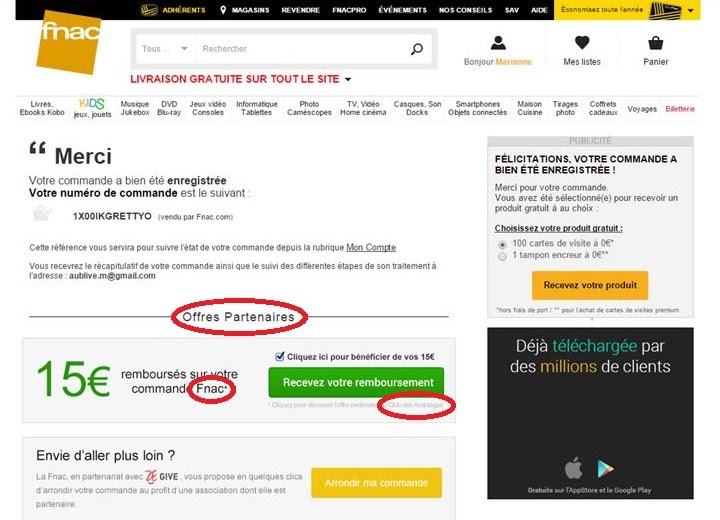 ADHÉRENTS MAGASINS REVENDRE FNACPRO ÉVÉNEMENTS NOS CONSEILS SAV AIDE Économisez toute l'année
fnac
Tous ... Rechercher
Bonjour Marianne Mes listes Panier
LIVRAISON GRATUITE SUR TOUT LE SITE
Livres, Ebooks Kobo
KIDS jeux, jouets
Musique Jukebox
DVD Blu-ray
Jeux vidéo Consoles
Informatique Tablettes
Photo Caméscopes
TV, Vidéo Home cinéma
Casques, Son Docks
Smartphones Objets connectés
Maison Cuisine
Tirages photo
Coffrets cadeaux
Voyages
Billetterie
“ Merci
Votre commande a bien été enregistrée
Votre numéro de commande est le suivant :
1X00IKGRETTYO (vendu par Fnac.com)
Cette référence vous servira pour suivre l'état de votre commande depuis la rubrique Mon Compte
Vous recevrez le récapitulatif de votre commande ainsi que le suivi des différentes étapes de son traitement à
l'adresse : aublive.m@gmail.com
Offres Partenaires
15€
remboursés sur votre
commande Fnac*
Cliquez ici pour bénéficier de vos 15€
Recevez votre remboursement
* Cliquez pour découvrir l'offre partenaire du Club des Avantages
Envie d'aller plus loin ?
La Fnac, en partenariat avec GIVE , vous propose en quelques clics
d'arrondir votre commande au profit d'une association dont elle est
partenaire.
Arrondir ma commande
PUBLICITÉ
FÉLICITATIONS, VOTRE COMMANDE A
BIEN ÉTÉ ENREGISTRÉE !
Merci pour votre commande.
Vous avez été sélectionné(e) pour recevoir un
produit gratuit à au choix :
Choisissez votre produit gratuit :
100 cartes de visite à 0€*
1 tampon encreur à 0€**
Recevez votre produit
*hors frais de port / ** pour l'achat de cartes de visites premium
Déjà téléchargée par
des millions de clients
Gratuite sur l'AppStore et le Google Play